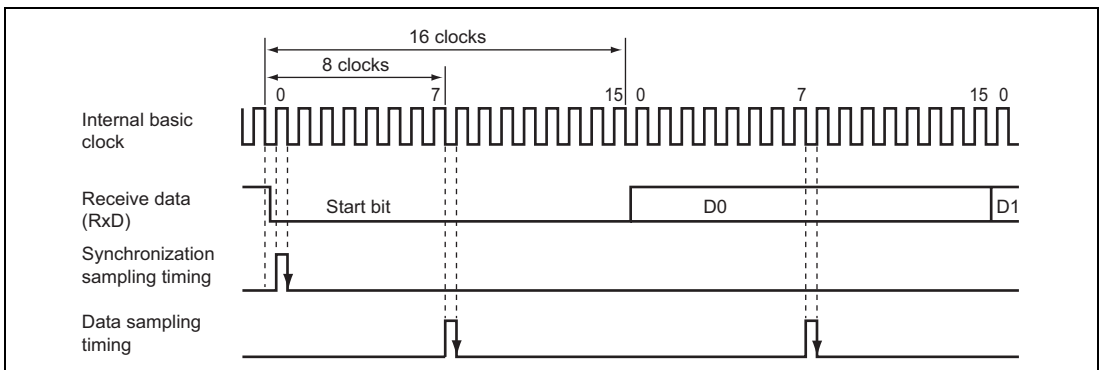 16 clocks
8 clocks
0 7 15 0 7 15 0
Internal basic
clock
Receive data
(RxD)
Start bit D0 D1
Synchronization
sampling timing
Data sampling
timing